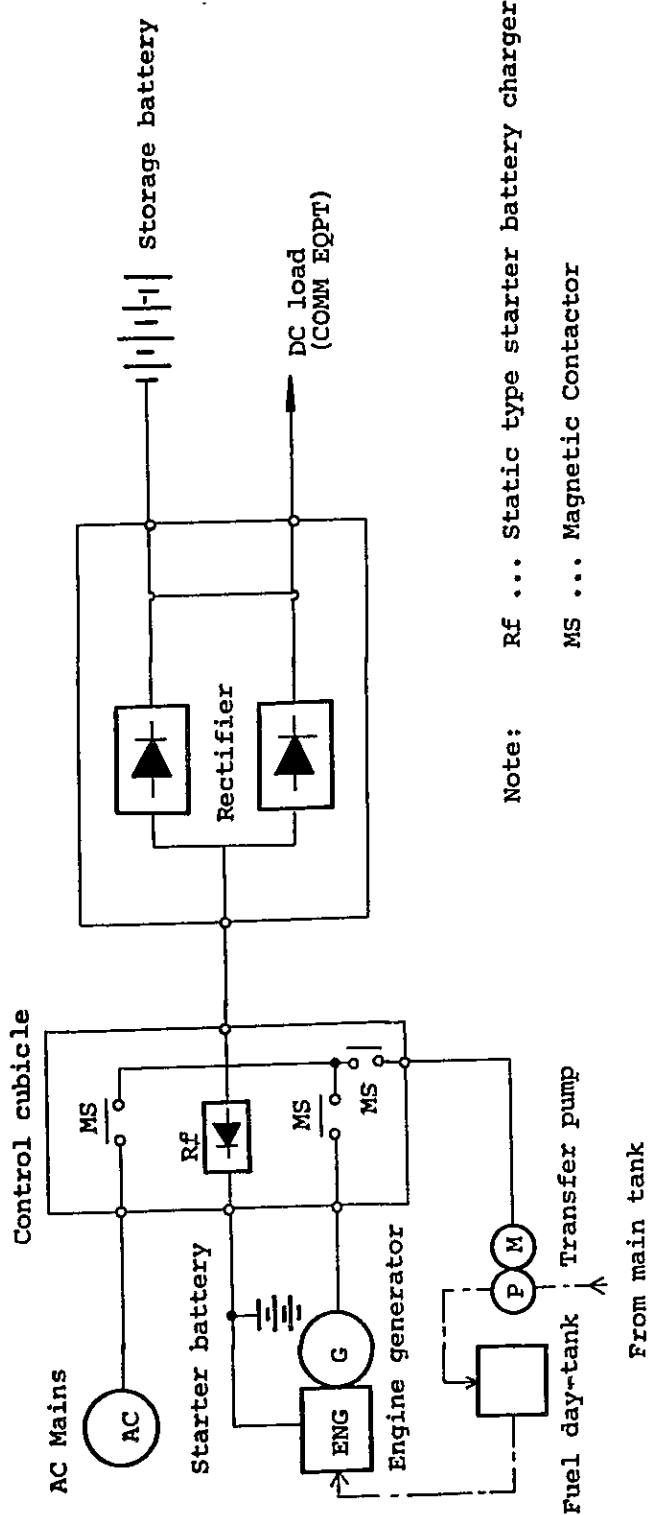 AC Mains
AC
Control cubicle
MS
Storage battery
Rf
Rectifier
Starter battery
MS
MS
DC load
(COMM EQPT)
G
ENG
Engine generator
P
M
Fuel day-tank
Transfer pump
From main tank
Note:
Rf ... Static type starter battery charger
MS ... Magnetic Contactor